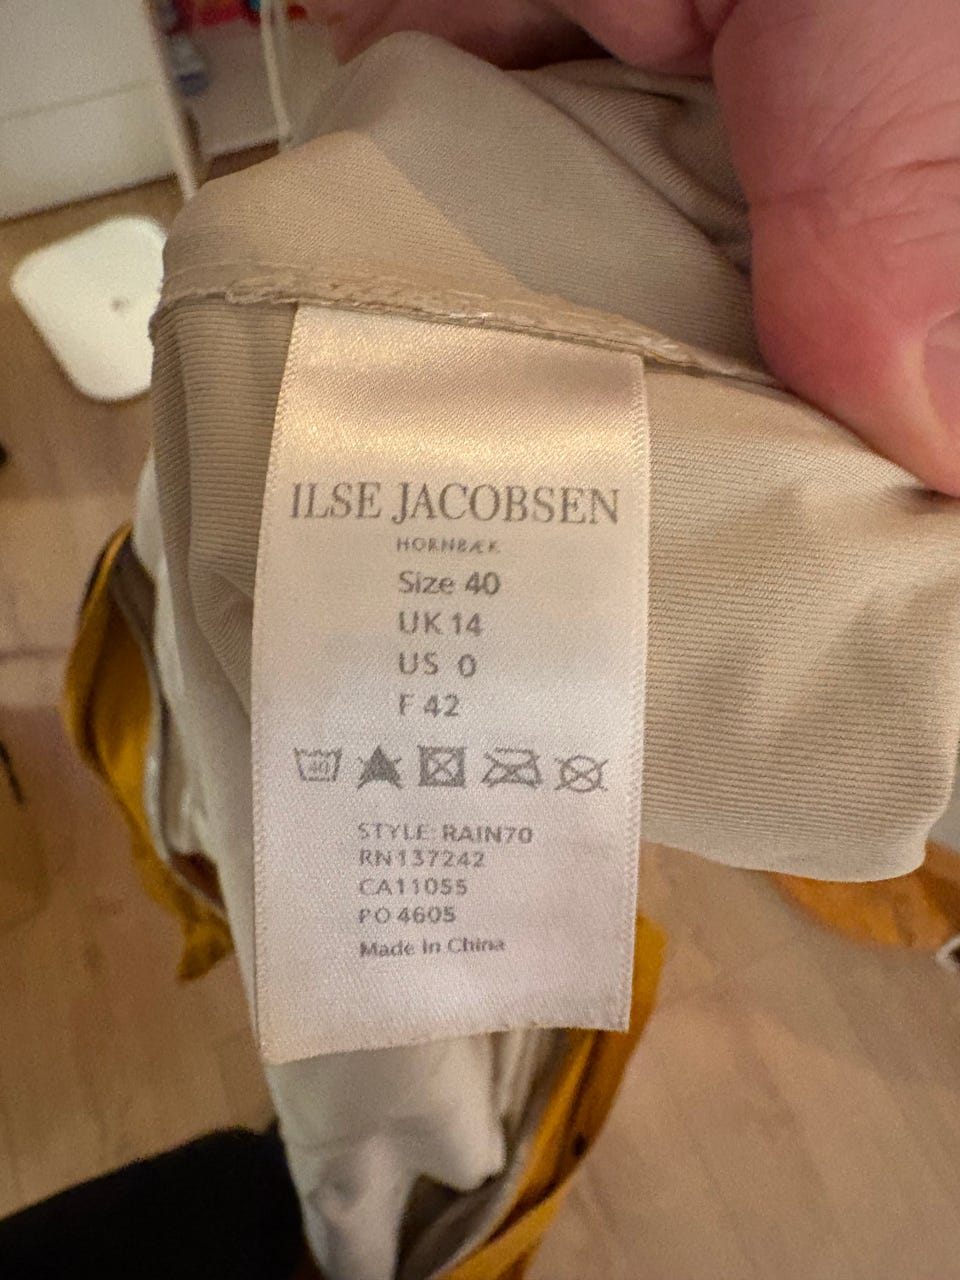 ILSE JACOBSEN
HORNBÆK
Size 40
UK 14
US 0
F 42
40
STYLE: RAIN70
RN137242
CA11055
PO 4605
Made In China